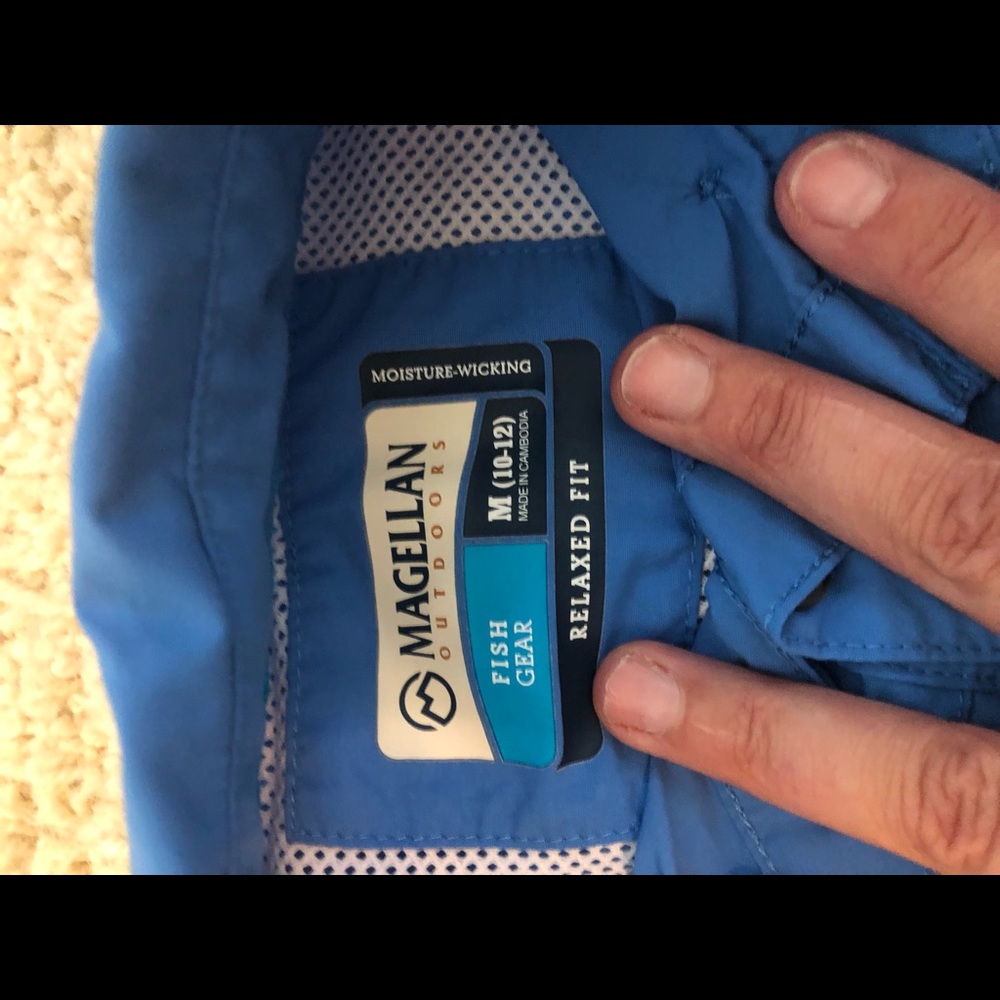 MOISTURE-WICKING
MAGELLAN
OUTDOORS
FISH
GEAR
M (10-12)
MADE IN CAMBODIA
RELAXED FIT